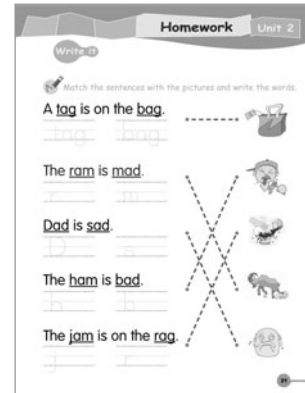 Homework Unit 2
Write it
Match the sentences with the pictures and write the words.
A tag is on the bag.
tag bag
The ram is mad.
r m
Dad is sad.
D s
The ham is bad.
h b
The jam is on the rag.
j r
29